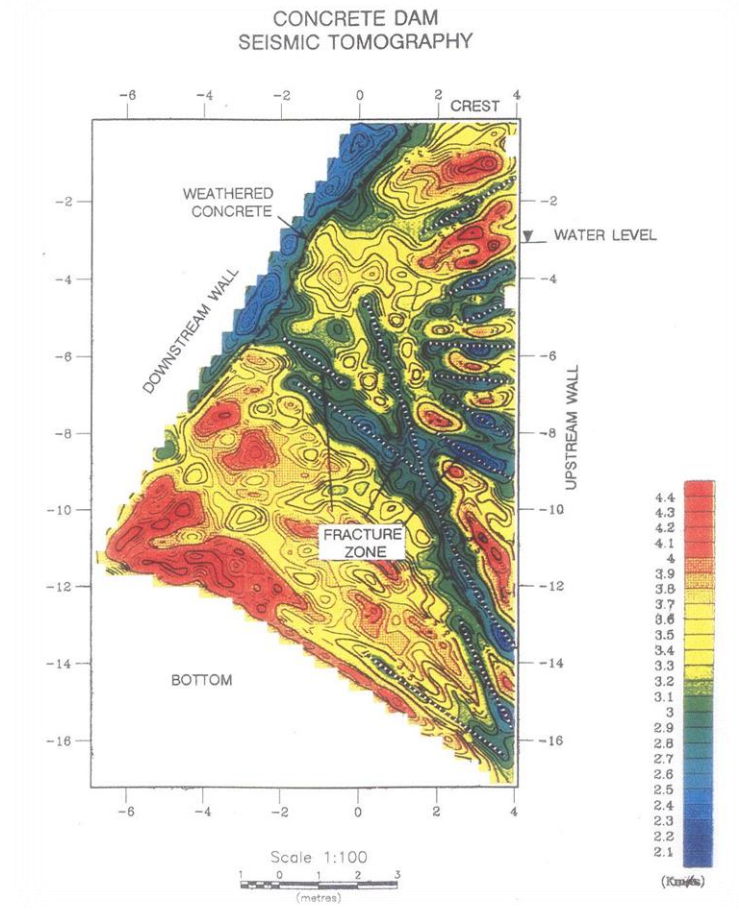 CONCRETE DAM
SEISMIC TOMOGRAPHY
-6 -4 -2 0 2 4
CREST
-2 -2
WEATHERED
CONCRETE
WATER LEVEL
-4 -4
DOWNSTREAM WALL
-6 -6
UPSTREAM WALL
-8 -8
-10 -10
FRACTURE
ZONE
-12 -12
-14 -14
BOTTOM
-16 -16
-6 -4 -2 0 2 4
4.4
4.3
4.2
4.1
4
3.9
3.8
3.7
3.6
3.5
3.4
3.3
3.2
3.1
3
2.9
2.8
2.7
2.6
2.5
2.4
2.3
2.2
2.1
(Km/s)
Scale 1:100
1 0 1 2 3
(metres)